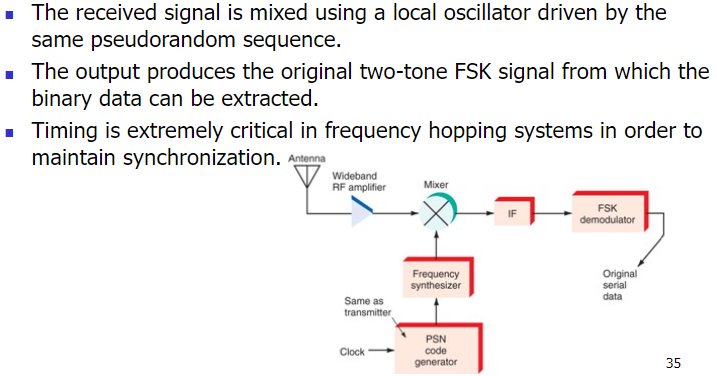 The received signal is mixed using a local oscillator driven by the
same pseudorandom sequence.
The output produces the original two-tone FSK signal from which the
binary data can be extracted.
Timing is extremely critical in frequency hopping systems in order to
maintain synchronization.
Antenna
Wideband
RF amplifier
Mixer
IF
FSK
demodulator
Frequency
synthesizer
Original
serial
data
Same as
transmitter
Clock
PSN
code
generator
35